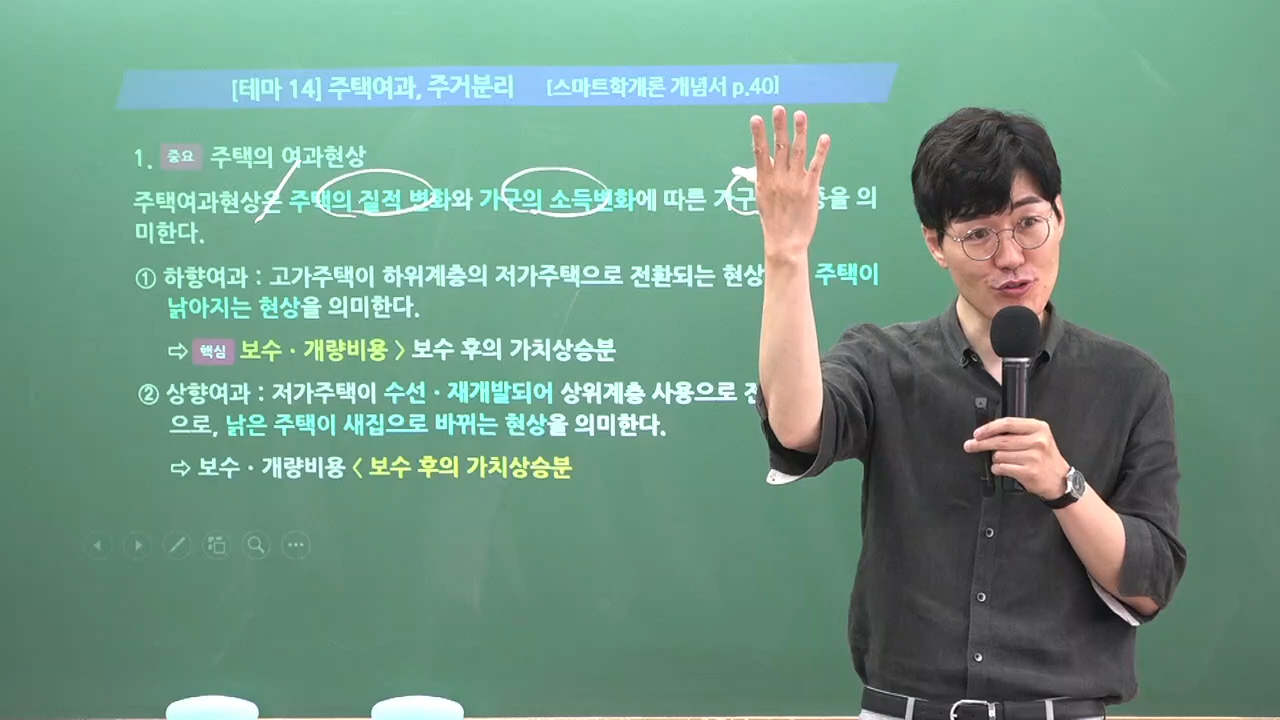 [테마 14] 주택여과, 주거분리 [스마트학개론 개념서 p.40]
1. 중요 주택의 여과현상
주택여과현상은 주택의 질적 변화와 가구의 소득변화에 따른 가구 을 의
미한다.
① 하향여과 : 고가주택이 하위계층의 저가주택으로 전환되는 현상 주택이
낡아지는 현상을 의미한다.
⇨ 핵심 보수·개량비용 > 보수 후의 가치상승분
② 상향여과 : 저가주택이 수선·재개발되어 상위계층 사용으로
으로, 낡은 주택이 새집으로 바뀌는 현상을 의미한다.
⇨ 보수·개량비용 < 보수 후의 가치상승분